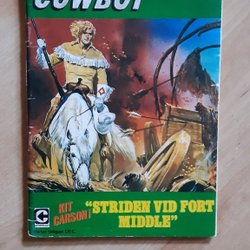 COWBOY
KIT
CARSON I
"STRIDEN VID FORT
MIDDLE"